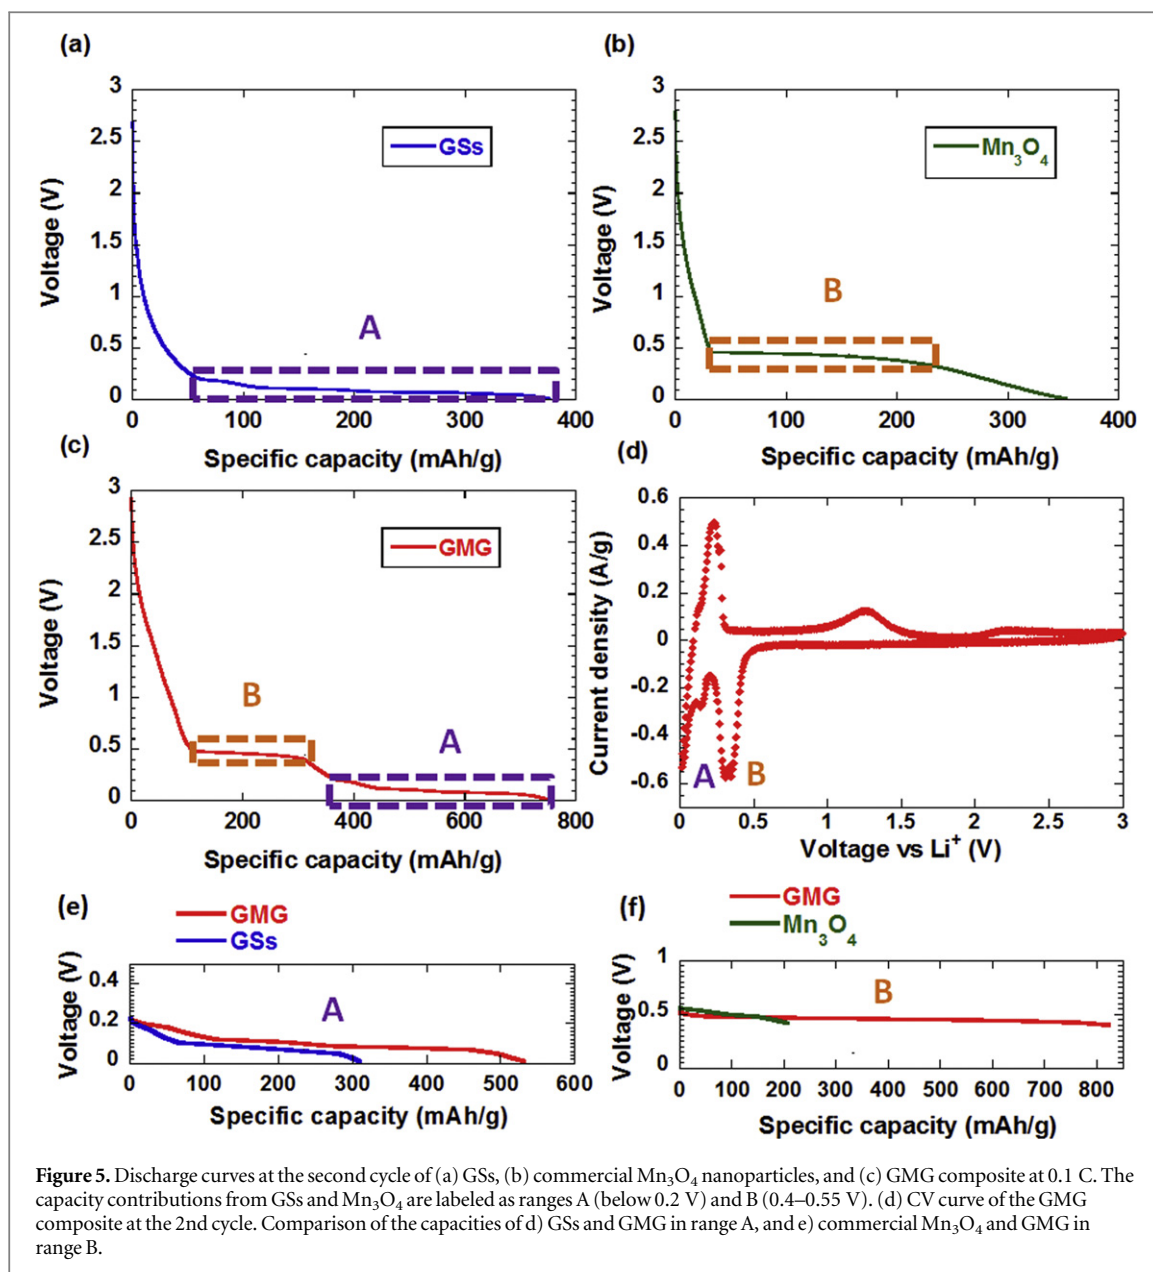 (a)
3
2.5
2
1.5
1
0.5
0
Voltage (V)
GSs
A
0 100 200 300 400
Specific capacity (mAh/g)
(b)
3
2.5
2
1.5
1
0.5
0
Voltage (V)
Mn₃O₄
B
0 100 200 300 400
Specific capacity (mAh/g)
(c)
3
2.5
2
1.5
1
0.5
0
Voltage (V)
GMG
B
A
0 200 400 600 800
Specific capacity (mAh/g)
(d)
0.6
0.4
0.2
0
-0.2
-0.4
-0.6
Current density (A/g)
A
B
0 0.5 1 1.5 2 2.5 3
Voltage vs Li⁺ (V)
(e)
GMG
GSs
0.4
0.2
0
Voltage (V)
A
0 100 200 300 400 500 600
Specific capacity (mAh/g)
(f)
GMG
Mn₃O₄
1
0.5
0
Voltage (V)
B
0 100 200 300 400 500 600 700 800
Specific capacity (mAh/g)
Figure 5. Discharge curves at the second cycle of (a) GSs, (b) commercial Mn₃O₄ nanoparticles, and (c) GMG composite at 0.1 C. The
capacity contributions from GSs and Mn₃O₄ are labeled as ranges A (below 0.2 V) and B (0.4–0.55 V). (d) CV curve of the GMG
composite at the 2nd cycle. Comparison of the capacities of d) GSs and GMG in range A, and e) commercial Mn₃O₄ and GMG in
range B.